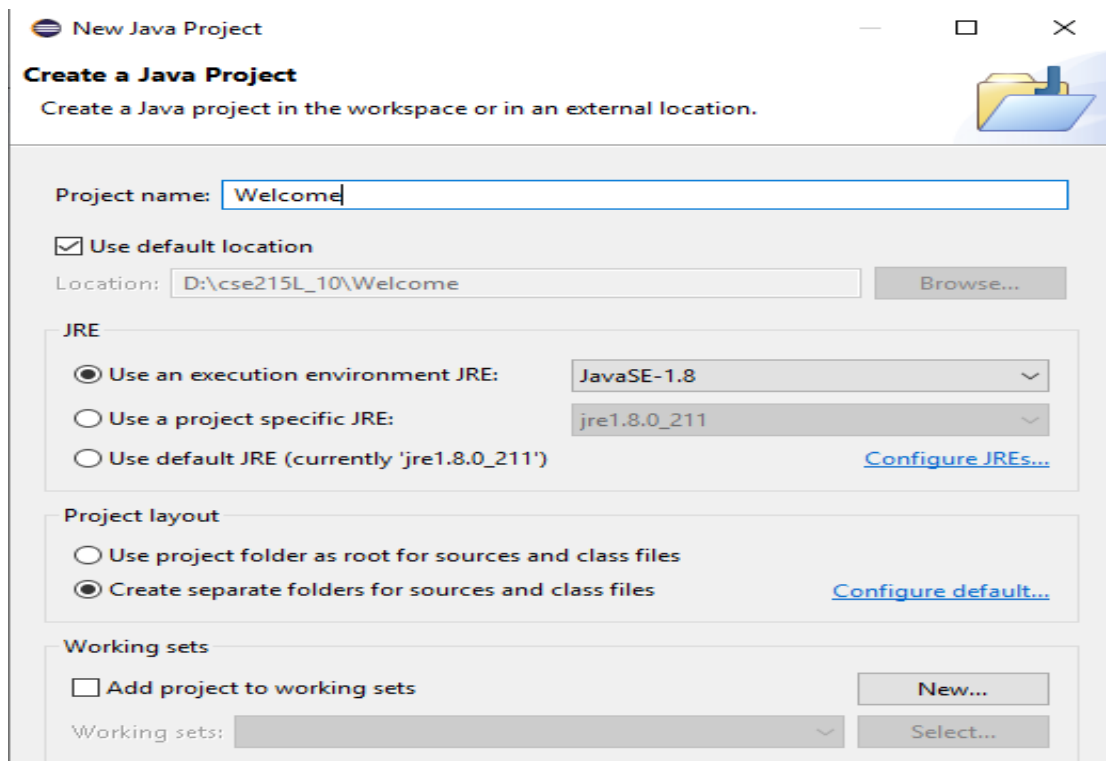 New Java Project
Create a Java Project
Create a Java project in the workspace or in an external location.
Project name: Welcome
Use default location
Location: D:\cse215L_10\Welcome Browse...
JRE
Use an execution environment JRE: JavaSE-1.8
Use a project specific JRE: jre1.8.0_211
Use default JRE (currently 'jre1.8.0_211') Configure JREs...
Project layout
Use project folder as root for sources and class files
Create separate folders for sources and class files Configure default...
Working sets
Add project to working sets New...
Working sets: Select...